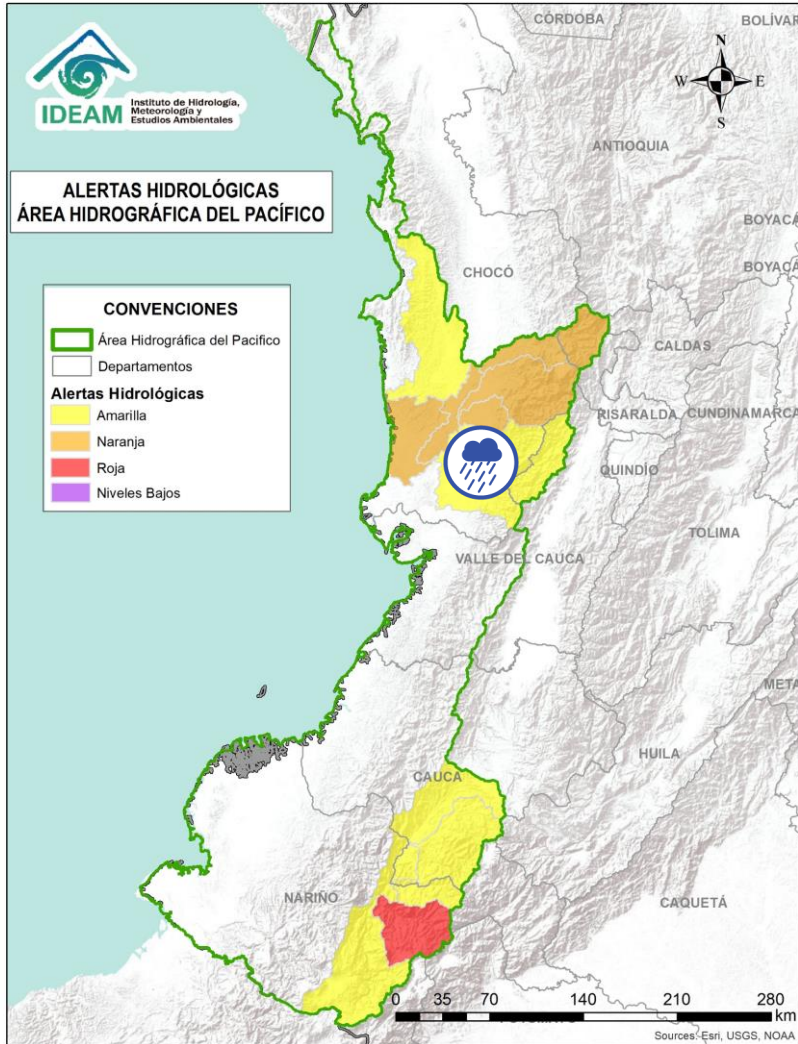 CÓRDOBA
BOLÍVAR
IDEAM
Instituto de Hidrología,
Meteorología y
Estudios Ambientales
N
W
E
S
ANTIOQUIA
ALERTAS HIDROLÓGICAS
ÁREA HIDROGRÁFICA DEL PACÍFICO
BOYACÁ
BOYACÁ
CHOCÓ
CONVENCIONES
Área Hidrográfica del Pacífico
Departamentos
Alertas Hidrológicas
Amarilla
Naranja
Roja
Niveles Bajos
CALDAS
RISARALDA
CUNDINAMARCA
QUINDÍO
TOLIMA
VALLE DEL CAUCA
META
HUILA
CAUCA
NARIÑO
CAQUETÁ
0 35 70 140 210 280
km
Sources: Esri, USGS, NOAA